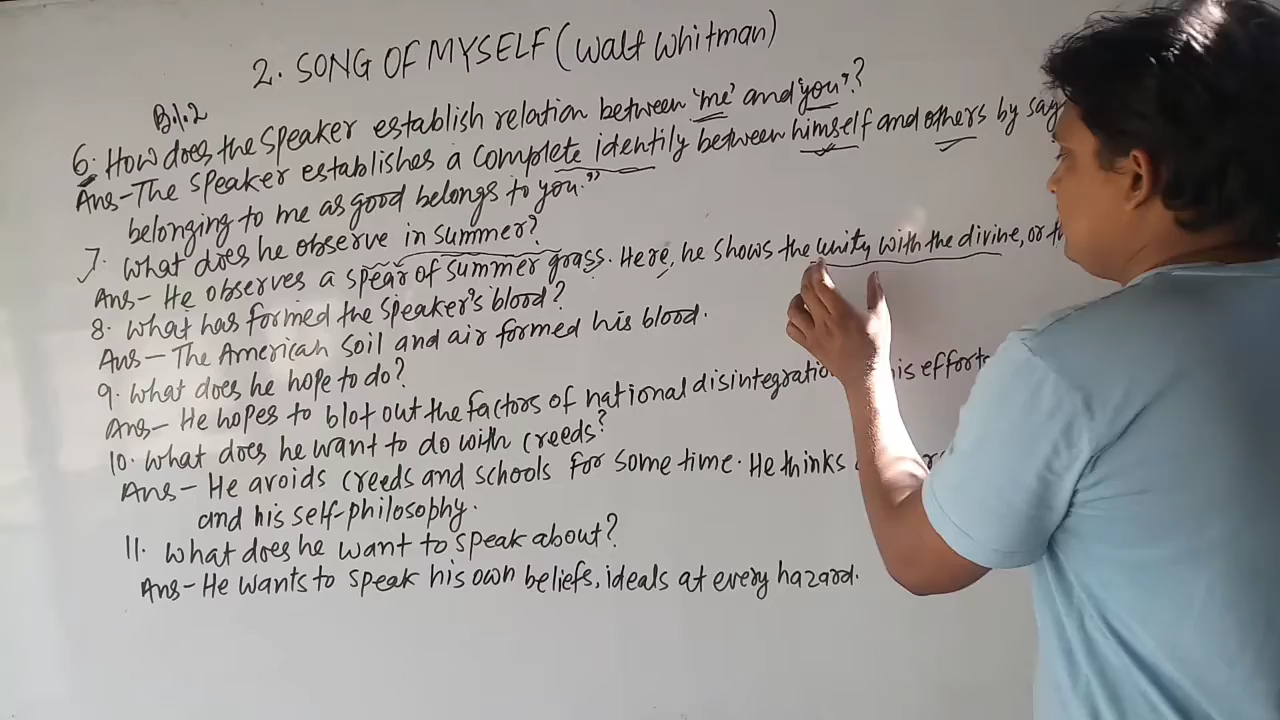 2. SONG OF MYSELF (Walt Whitman)
B.1.2
6. How does the speaker establish relation between 'me' and 'you'?
Ans- The speaker establishes a complete identity between himself and others by say
belonging to me as good belongs to you."
7. What does he observe in summer?
Ans- He observes a spear of summer grass. Here, he shows the unity with the divine, or
8. What has formed the speaker's blood?
Ans- The American soil and air formed his blood.
9. What does he hope to do?
Ans- He hopes to blot out the factors of national disintegration his efforts
10. What does he want to do with creeds?
Ans- He avoids creeds and schools for some time. He thinks
and his self-philosophy.
11. What does he want to speak about?
Ans- He wants to speak his own beliefs, ideals at every hazard.